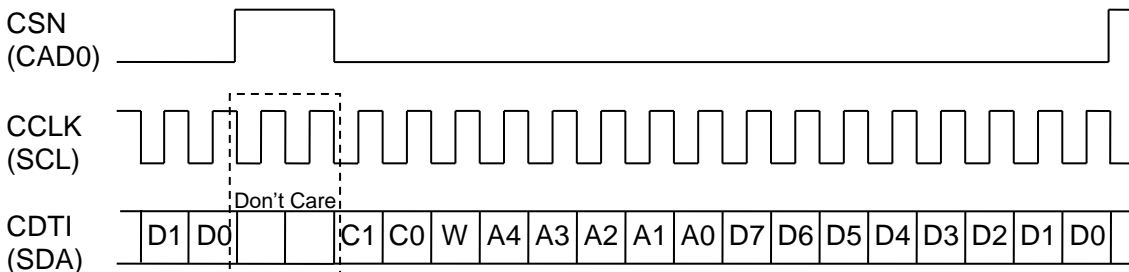 CSN
(CAD0)
CCLK
(SCL)
Don't Care
CDTI
(SDA)
D1 D0 C1 C0 W A4 A3 A2 A1 A0 D7 D6 D5 D4 D3 D2 D1 D0